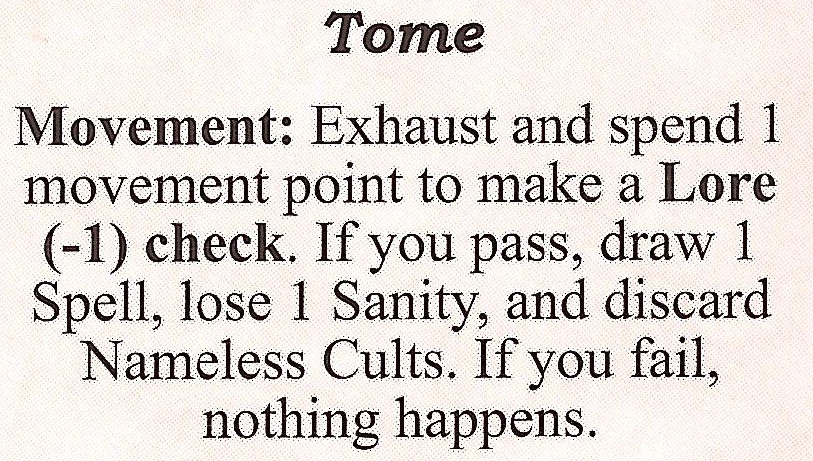 Tome
Movement: Exhaust and spend 1
movement point to make a Lore
(-1) check. If you pass, draw 1
Spell, lose 1 Sanity, and discard
Nameless Cults. If you fail,
nothing happens.